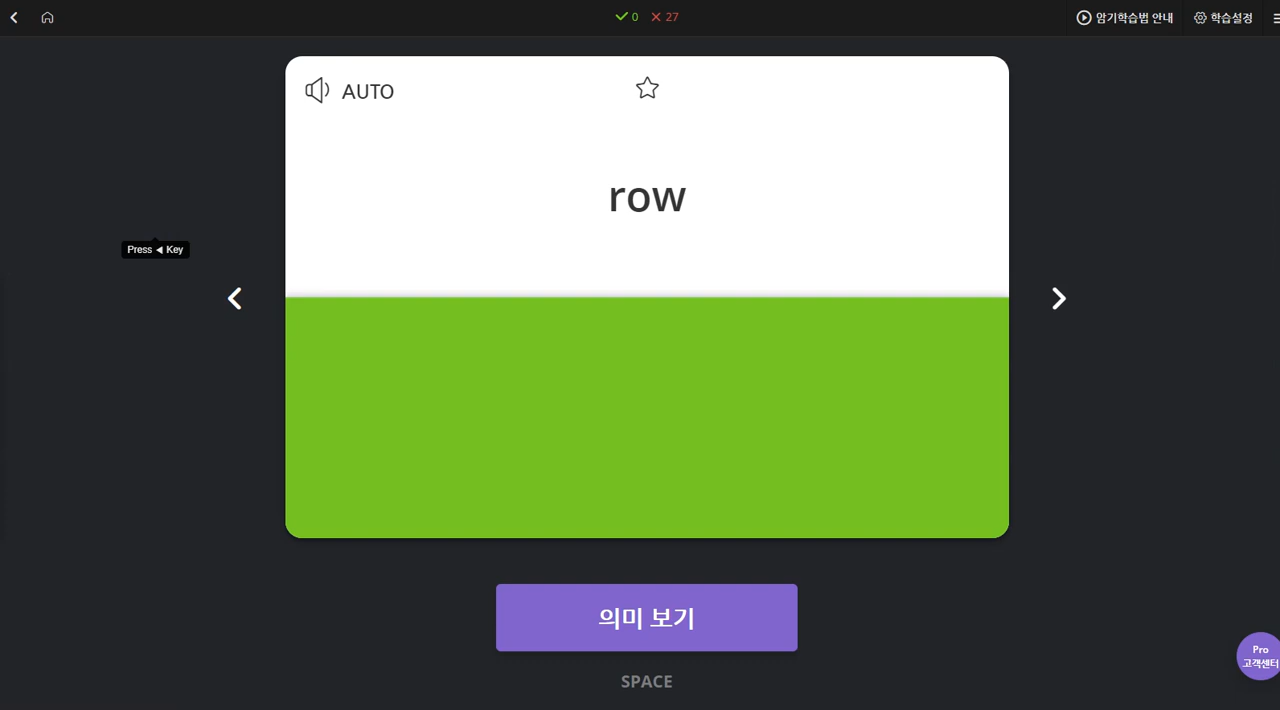 0 27 암기학습법 안내 학습설정
AUTO
row
Press ◀ Key
의미 보기
SPACE
Pro
고객센터